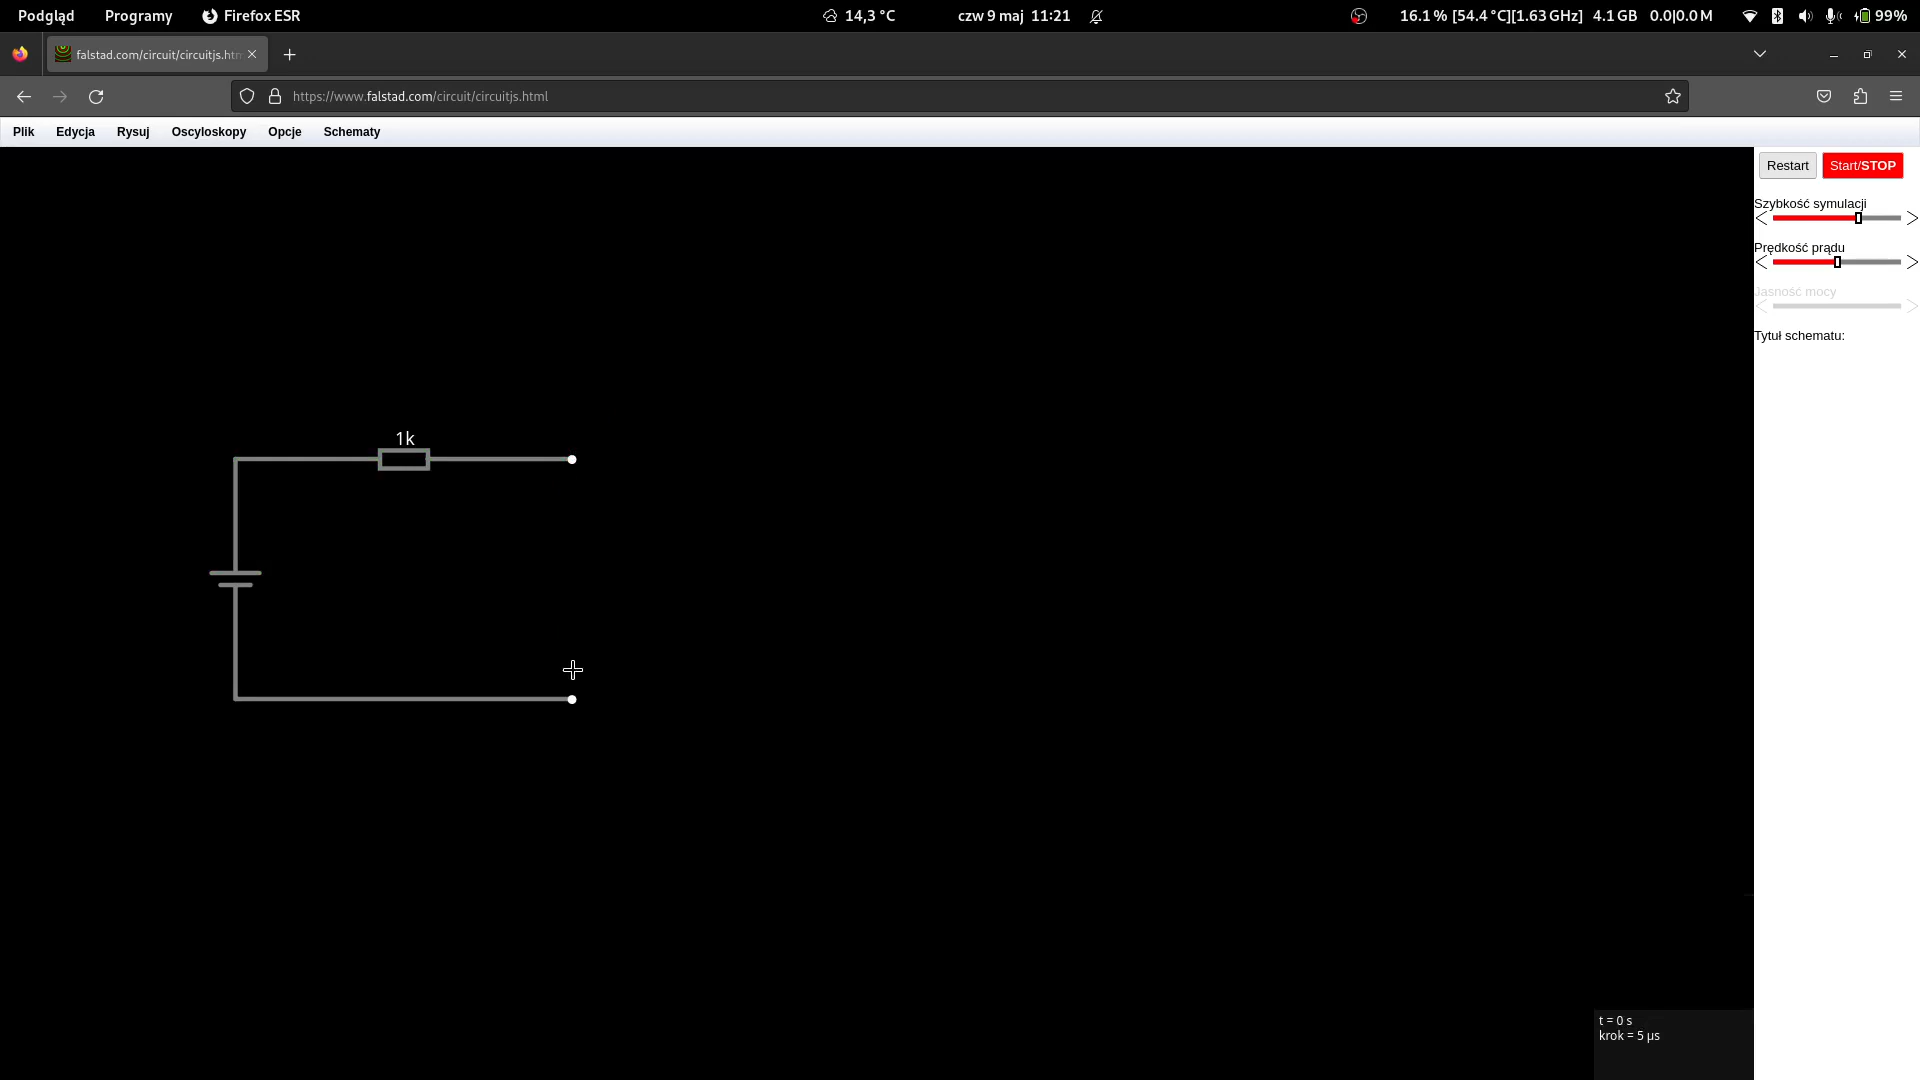 Podgląd Programy Firefox ESR 14,3 °C czw 9 maj 11:21 16.1 % [54.4 °C][1.63 GHz] 4.1 GB 0.0|0.0 M 99%
falstad.com/circuit/circuitjs.htm
https://www.falstad.com/circuit/circuitjs.html
Plik Edycja Rysuj Oscyloskopy Opcje Schematy
Restart Start/STOP
Szybkość symulacji
Prędkość prądu
Jasność mocy
Tytuł schematu:
1k
t = 0 s
krok = 5 μs